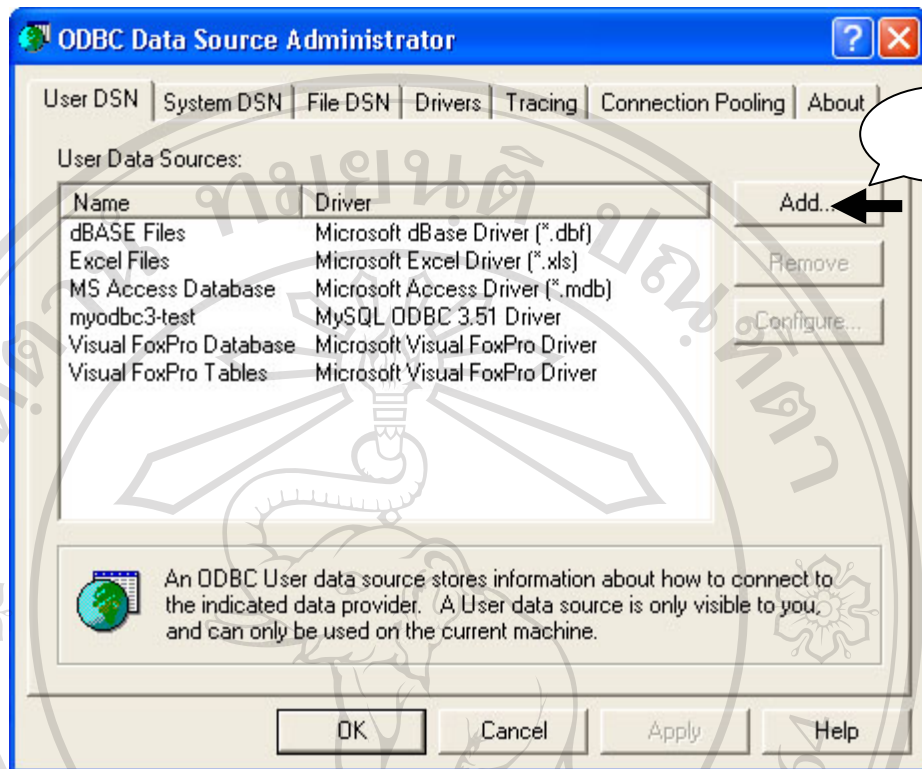 ODBC Data Source Administrator
User DSN System DSN File DSN Drivers Tracing Connection Pooling About
User Data Sources:
Name Driver
dBASE Files Microsoft dBase Driver (*.dbf)
Excel Files Microsoft Excel Driver (*.xls)
MS Access Database Microsoft Access Driver (*.mdb)
myodbc3-test MySQL ODBC 3.51 Driver
Visual FoxPro Database Microsoft Visual FoxPro Driver
Visual FoxPro Tables Microsoft Visual FoxPro Driver
Add...
Remove
Configure...
An ODBC User data source stores information about how to connect to
the indicated data provider. A User data source is only visible to you,
and can only be used on the current machine.
OK Cancel Apply Help